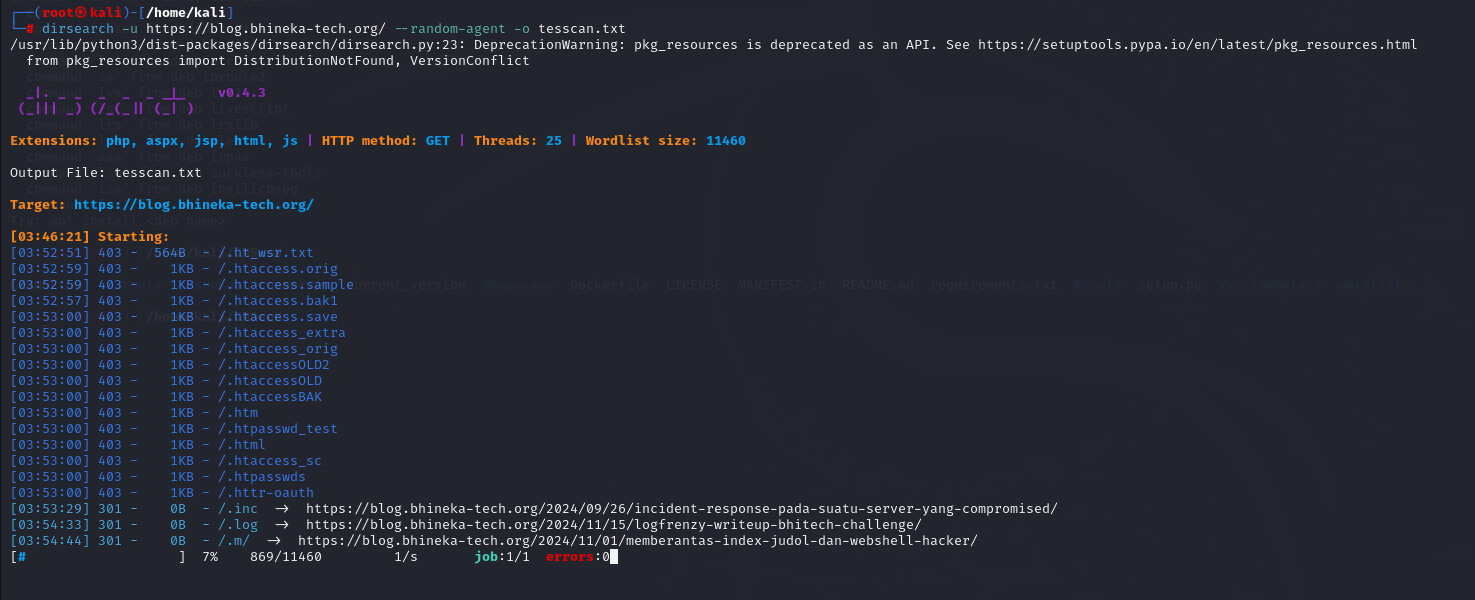 ┌──(root㉿kali)-[/home/kali]
└─# dirsearch -u https://blog.bhineka-tech.org/ --random-agent -o tesscan.txt
/usr/lib/python3/dist-packages/dirsearch/dirsearch.py:23: DeprecationWarning: pkg_resources is deprecated as an API. See https://setuptools.pypa.io/en/latest/pkg_resources.html
from pkg_resources import DistributionNotFound, VersionConflict
v0.4.3
Extensions: php, aspx, jsp, html, js | HTTP method: GET | Threads: 25 | Wordlist size: 11460
Output File: tesscan.txt
Target: https://blog.bhineka-tech.org/
[03:46:21] Starting:
[03:52:51] 403 - 564B - /.ht_wsr.txt
[03:52:59] 403 - 1KB - /.htaccess.orig
[03:52:59] 403 - 1KB - /.htaccess.sample
[03:52:57] 403 - 1KB - /.htaccess.bak1
[03:53:00] 403 - 1KB - /.htaccess.save
[03:53:00] 403 - 1KB - /.htaccess_extra
[03:53:00] 403 - 1KB - /.htaccess_orig
[03:53:00] 403 - 1KB - /.htaccessOLD2
[03:53:00] 403 - 1KB - /.htaccessOLD
[03:53:00] 403 - 1KB - /.htaccessBAK
[03:53:00] 403 - 1KB - /.htm
[03:53:00] 403 - 1KB - /.htpasswd_test
[03:53:00] 403 - 1KB - /.html
[03:53:00] 403 - 1KB - /.htaccess_sc
[03:53:00] 403 - 1KB - /.htpasswds
[03:53:00] 403 - 1KB - /.httr-oauth
[03:53:29] 301 - 0B - /.inc → https://blog.bhineka-tech.org/2024/09/26/incident-response-pada-suatu-server-yang-compromised/
[03:54:33] 301 - 0B - /.log → https://blog.bhineka-tech.org/2024/11/15/logfrenzy-writeup-bhitech-challenge/
[03:54:44] 301 - 0B - /.m/ → https://blog.bhineka-tech.org/2024/11/01/memberantas-index-judol-dan-webshell-hacker/
[# ] 7% 869/11460 1/s job:1/1 errors:0